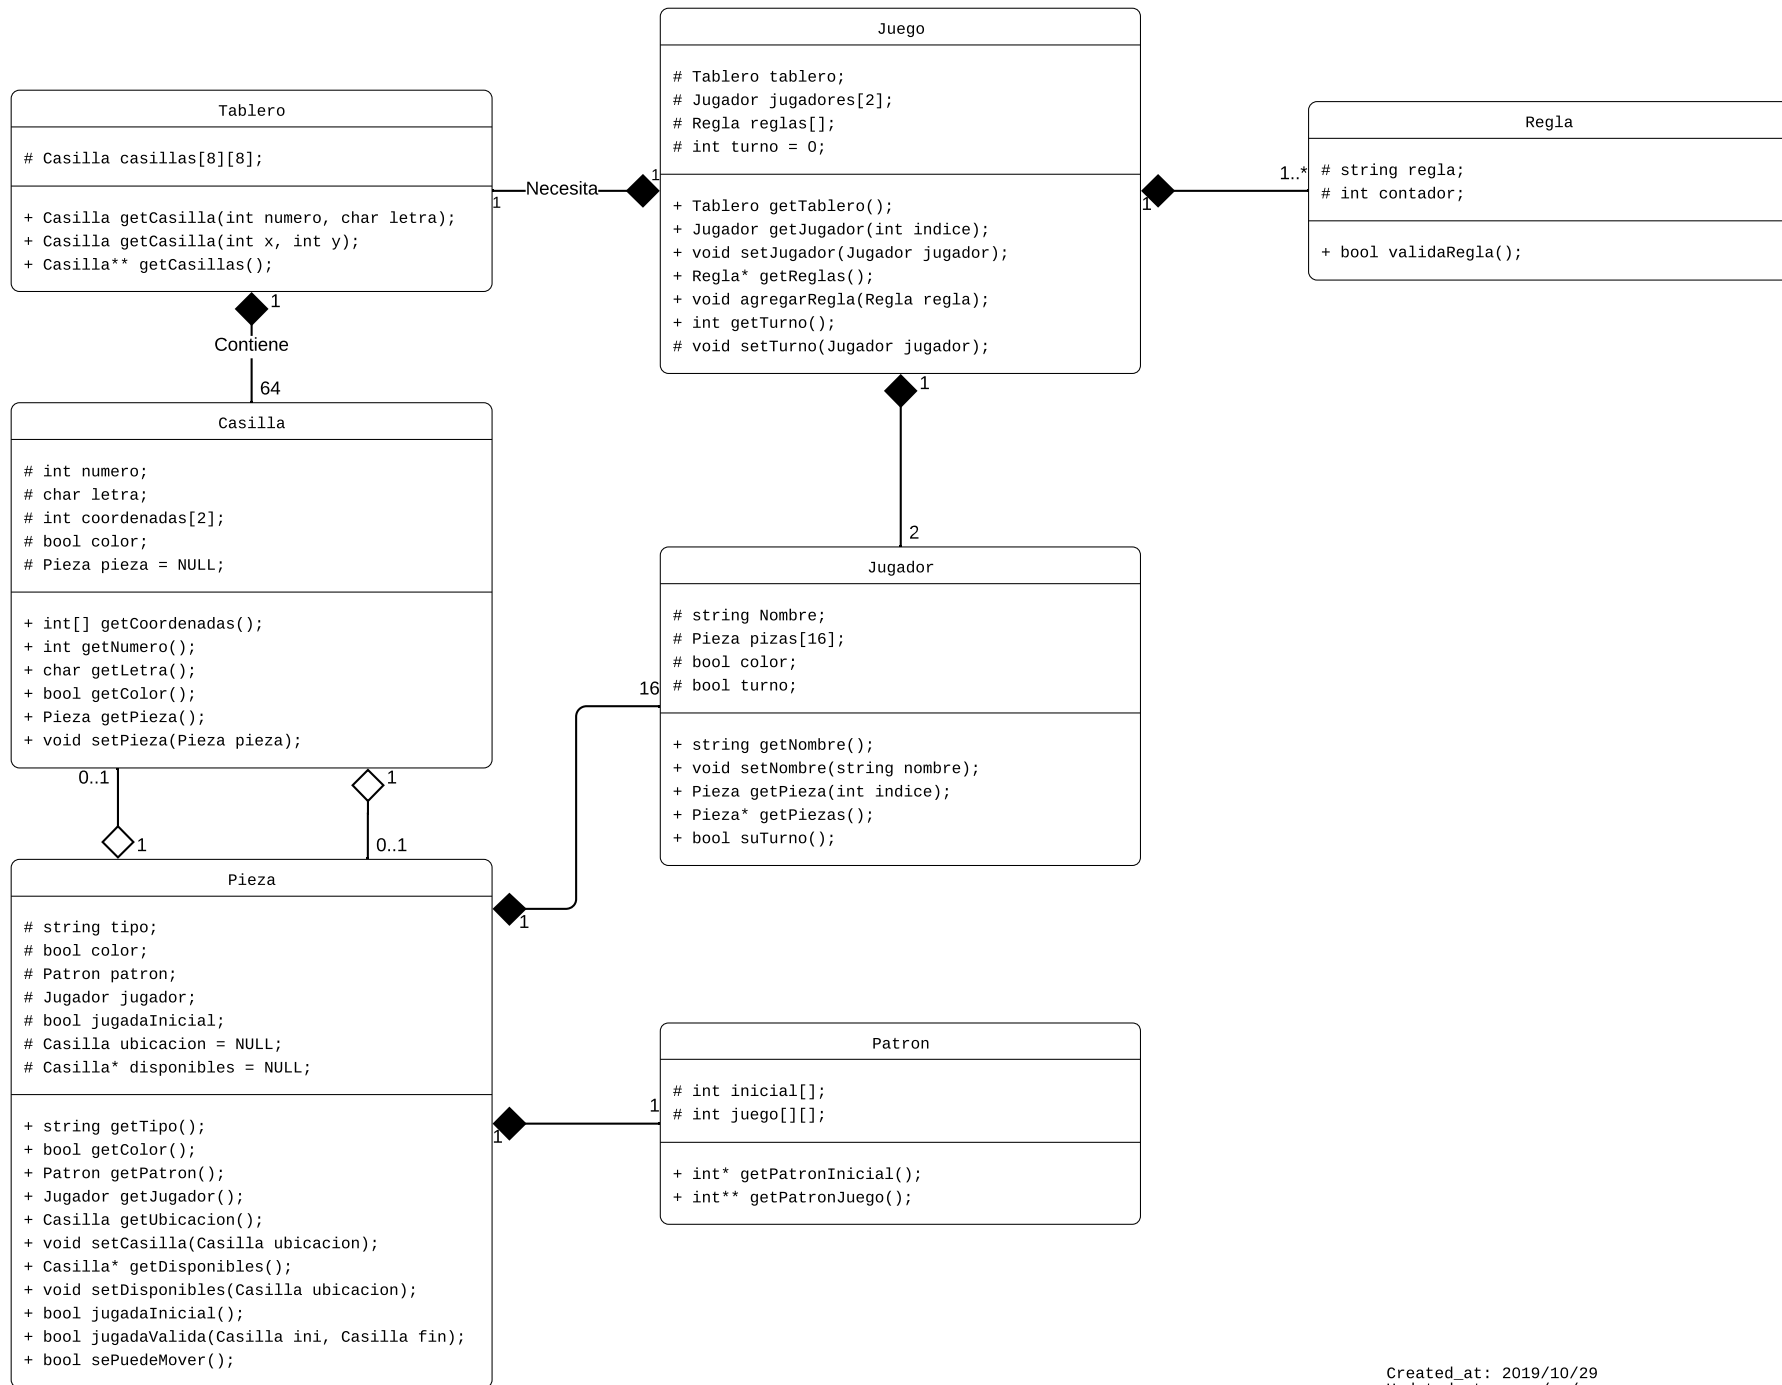 Juego
# Tablero tablero;
# Jugador jugadores[2];
# Regla reglas[];
# int turno = 0;
+ Tablero getTablero();
+ Jugador getJugador(int indice);
+ void setJugador(Jugador jugador);
+ Regla* getReglas();
+ void agregarRegla(Regla regla);
+ int getTurno();
# void setTurno(Jugador jugador);
Tablero
# Casilla casillas[8][8];
+ Casilla getCasilla(int numero, char letra);
+ Casilla getCasilla(int x, int y);
+ Casilla** getCasillas();
1
Necesita
1
Regla
# string regla;
# int contador;
+ bool validaRegla();
1
1..*
1
Contiene
64
1
2
Casilla
# int numero;
# char letra;
# int coordenadas[2];
# bool color;
# Pieza pieza = NULL;
+ int[] getCoordenadas();
+ int getNumero();
+ char getLetra();
+ bool getColor();
+ Pieza getPieza();
+ void setPieza(Pieza pieza);
Jugador
# string Nombre;
# Pieza pizas[16];
# bool color;
# bool turno;
+ string getNombre();
+ void setNombre(string nombre);
+ Pieza getPieza(int indice);
+ Pieza* getPiezas();
+ bool suTurno();
16
1
0..1
1
1
0..1
Pieza
# string tipo;
# bool color;
# Patron patron;
# Jugador jugador;
# bool jugadaInicial;
# Casilla ubicacion = NULL;
# Casilla* disponibles = NULL;
+ string getTipo();
+ bool getColor();
+ Patron getPatron();
+ Jugador getJugador();
+ Casilla getUbicacion();
+ void setCasilla(Casilla ubicacion);
+ Casilla* getDisponibles();
+ void setDisponibles(Casilla ubicacion);
+ bool jugadaInicial();
+ bool jugadaValida(Casilla ini, Casilla fin);
+ bool sePuedeMover();
1
1
Patron
# int inicial[];
# int juego[][];
+ int* getPatronInicial();
+ int** getPatronJuego();
Created_at: 2019/10/29